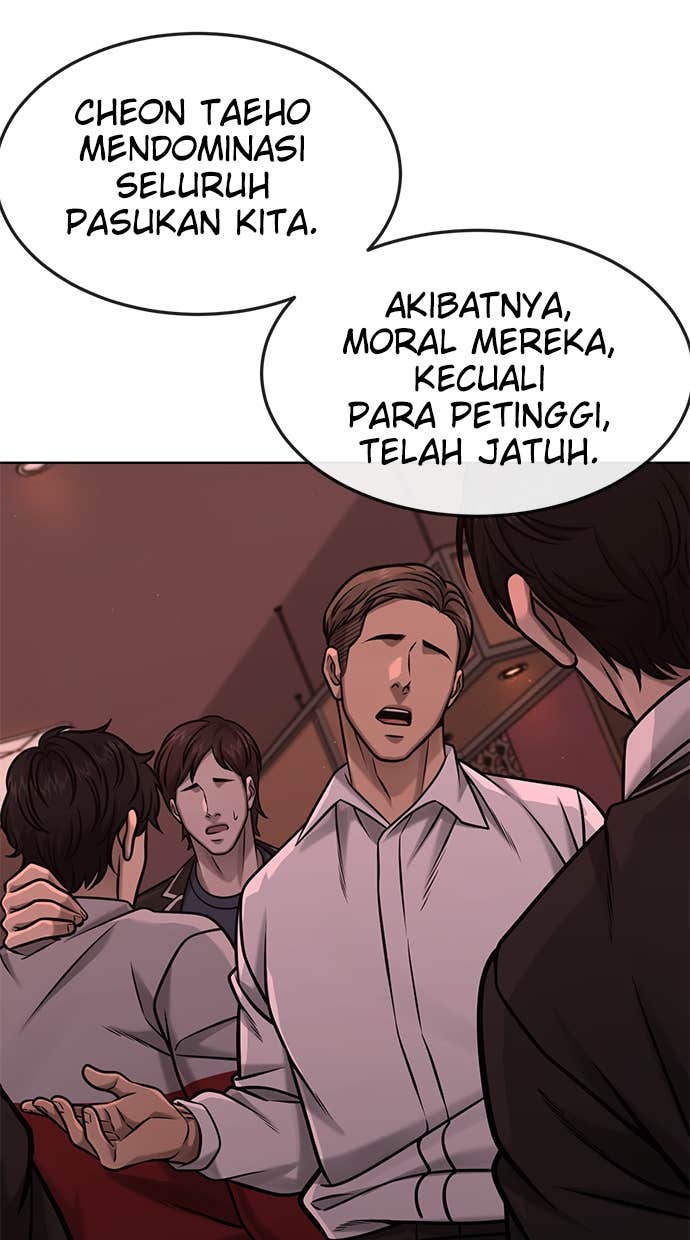 CHEON TAEHO
MENDOMINASI
SELURUH
PASUKAN KITA.
AKIBATNYA,
MORAL MEREKA,
KECUALI
PARA PETINGGI,
TELAH JATUH.